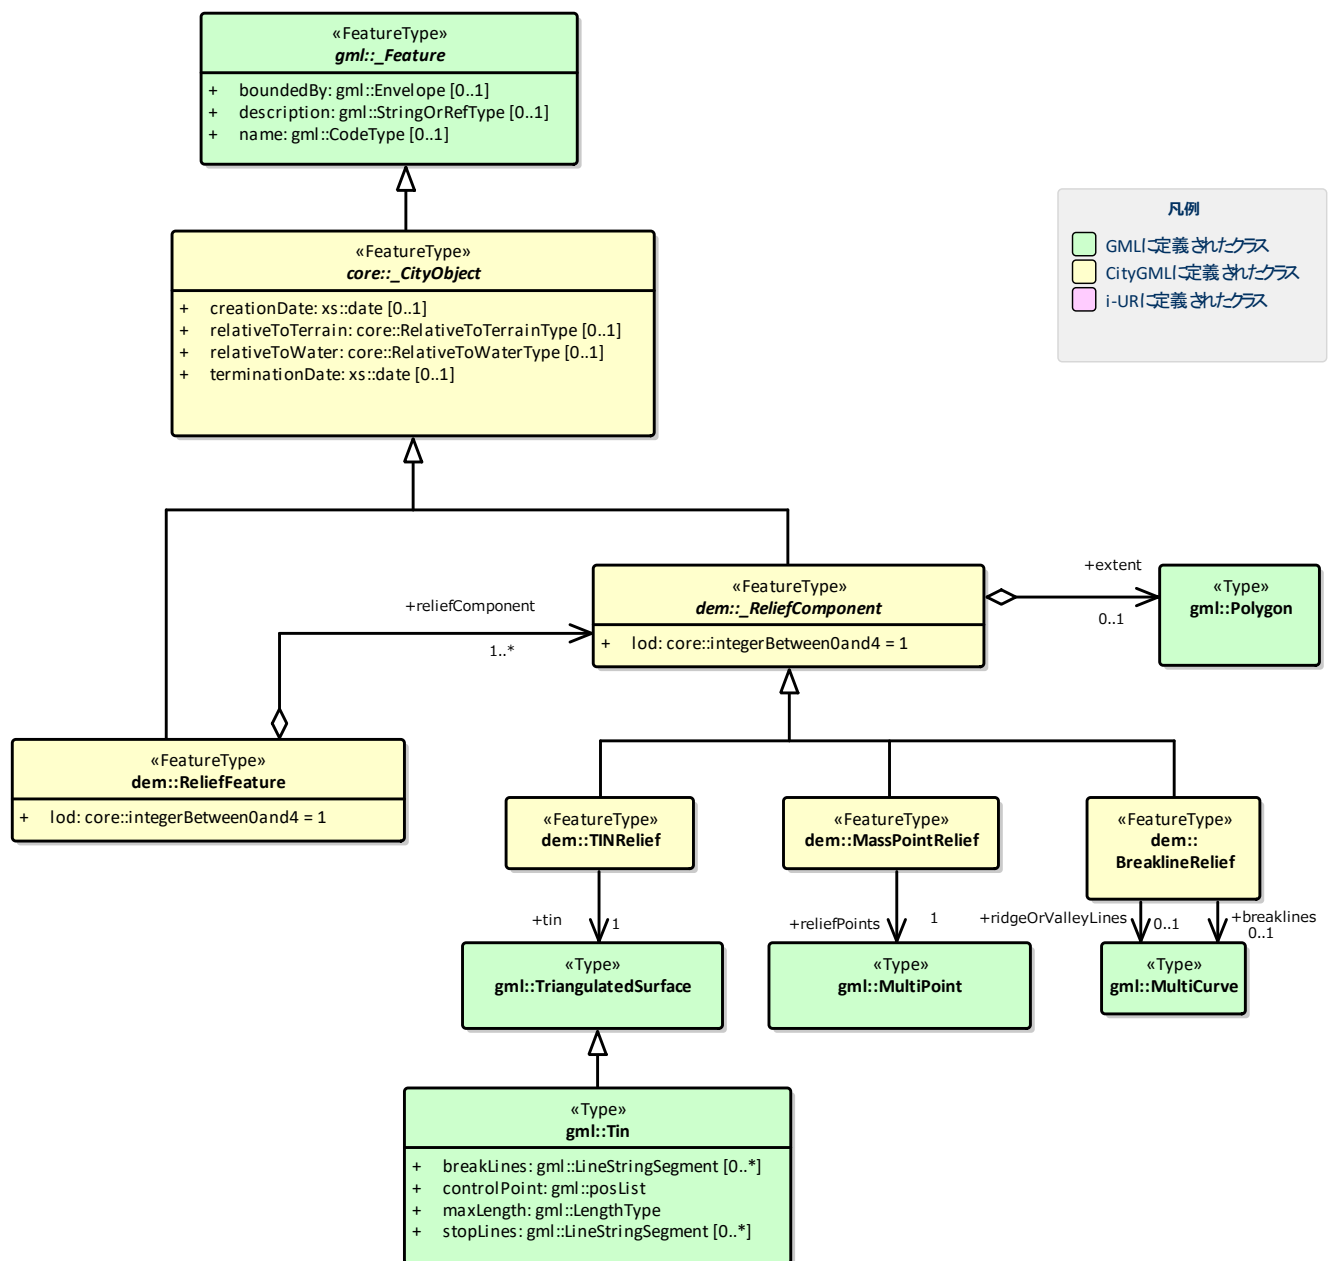 «FeatureType»
gml::_Feature
+ boundedBy: gml::Envelope [0..1]
+ description: gml::StringOrRefType [0..1]
+ name: gml::CodeType [0..1]
«FeatureType»
core::_CityObject
+ creationDate: xs::date [0..1]
+ relativeToTerrain: core::RelativeToTerrainType [0..1]
+ relativeToWater: core::RelativeToWaterType [0..1]
+ terminationDate: xs::date [0..1]
凡例
GMLに定義されたクラス
CityGMLに定義されたクラス
i-URに定義されたクラス
+reliefComponent
1..*
«FeatureType»
dem::_ReliefComponent
+ lod: core::integerBetween0and4 = 1
+extent
0..1
«Type»
gml::Polygon
«FeatureType»
dem::ReliefFeature
+ lod: core::integerBetween0and4 = 1
«FeatureType»
dem::TINRelief
«FeatureType»
dem::MassPointRelief
«FeatureType»
dem::
BreaklineRelief
+tin
1
+reliefPoints
1
+ridgeOrValleyLines
0..1
+breaklines
0..1
«Type»
gml::TriangulatedSurface
«Type»
gml::MultiPoint
«Type»
gml::MultiCurve
«Type»
gml::Tin
+ breakLines: gml::LineStringSegment [0..*]
+ controlPoint: gml::posList
+ maxLength: gml::LengthType
+ stopLines: gml::LineStringSegment [0..*]